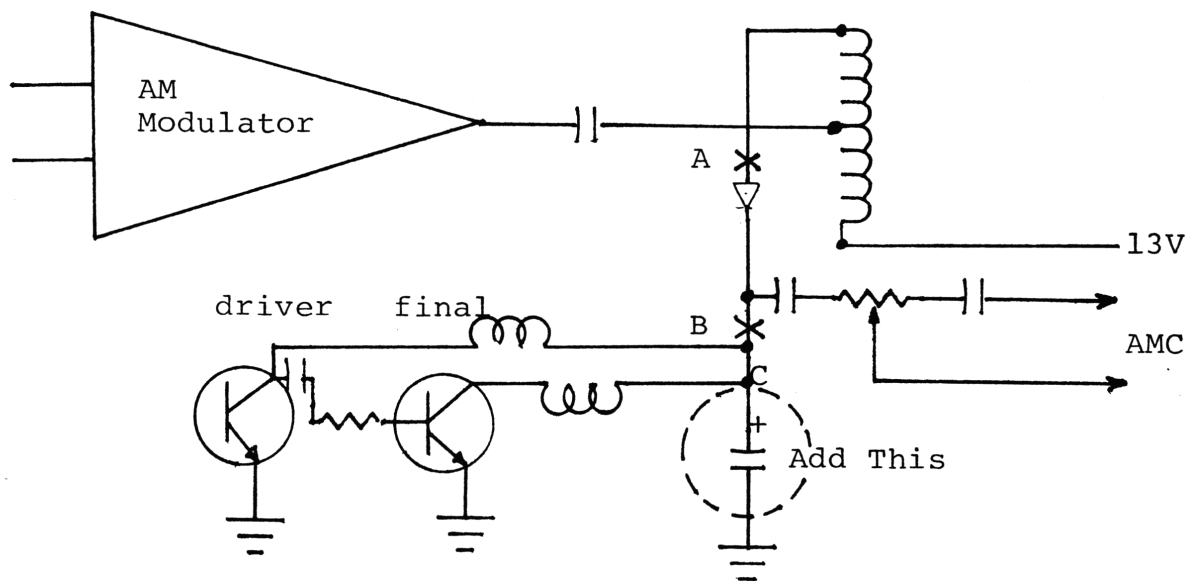 AM
Modulator
A
13V
driver final
B
AMC
C
+
Add This